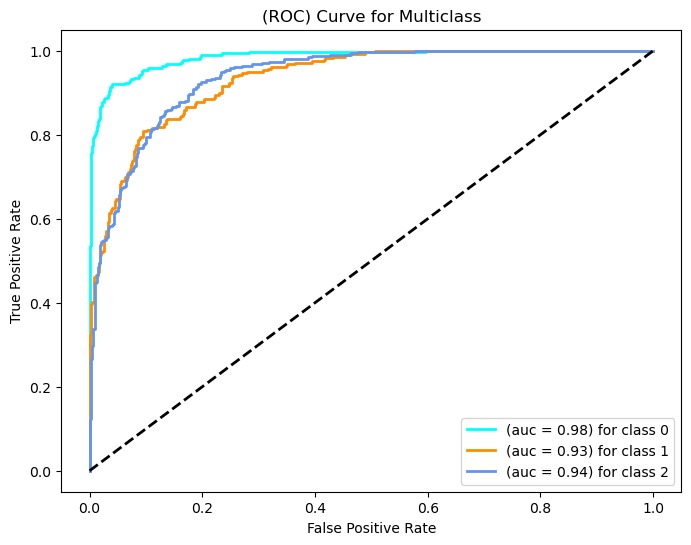 (ROC) Curve for Multiclass
True Positive Rate
1.0
0.8
0.6
0.4
0.2
0.0
0.0 0.2 0.4 0.6 0.8 1.0
False Positive Rate
(auc = 0.98) for class 0
(auc = 0.93) for class 1
(auc = 0.94) for class 2